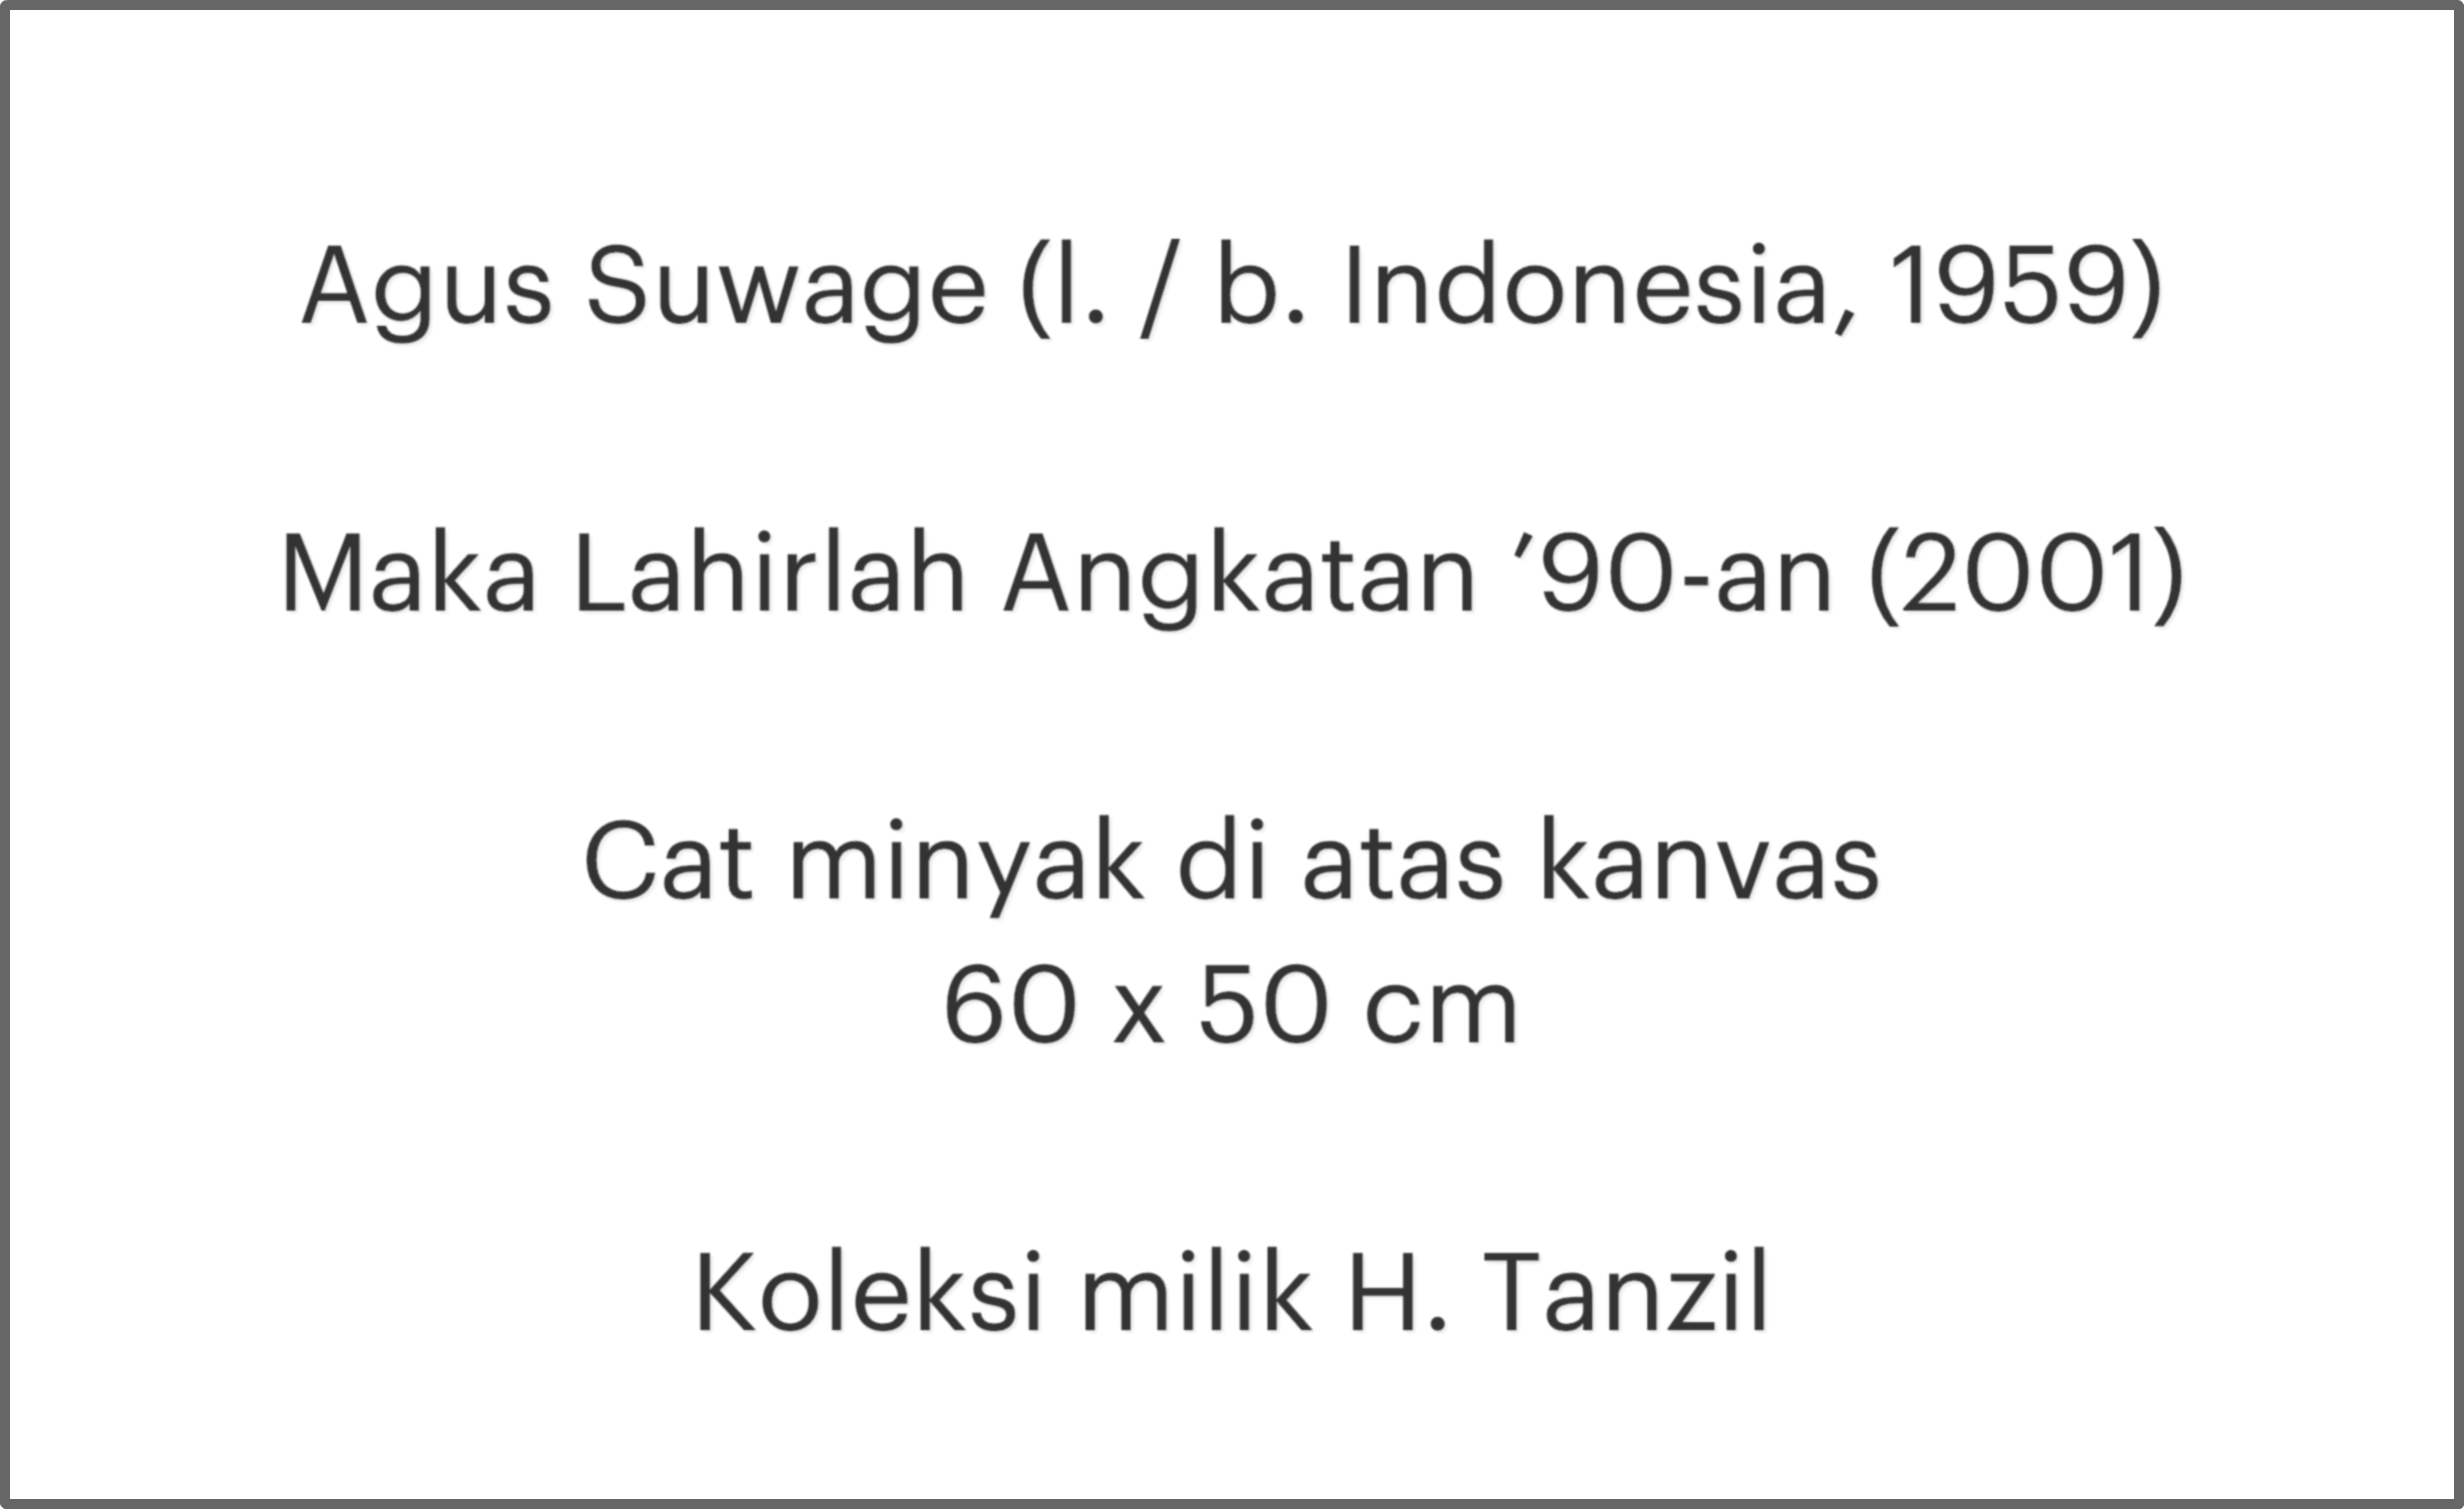 Agus Suwage (l. / b. Indonesia, 1959)
Maka Lahirlah Angkatan ′90-an (2001)
Cat minyak di atas kanvas
60 x 50 cm
Koleksi milik H. Tanzil